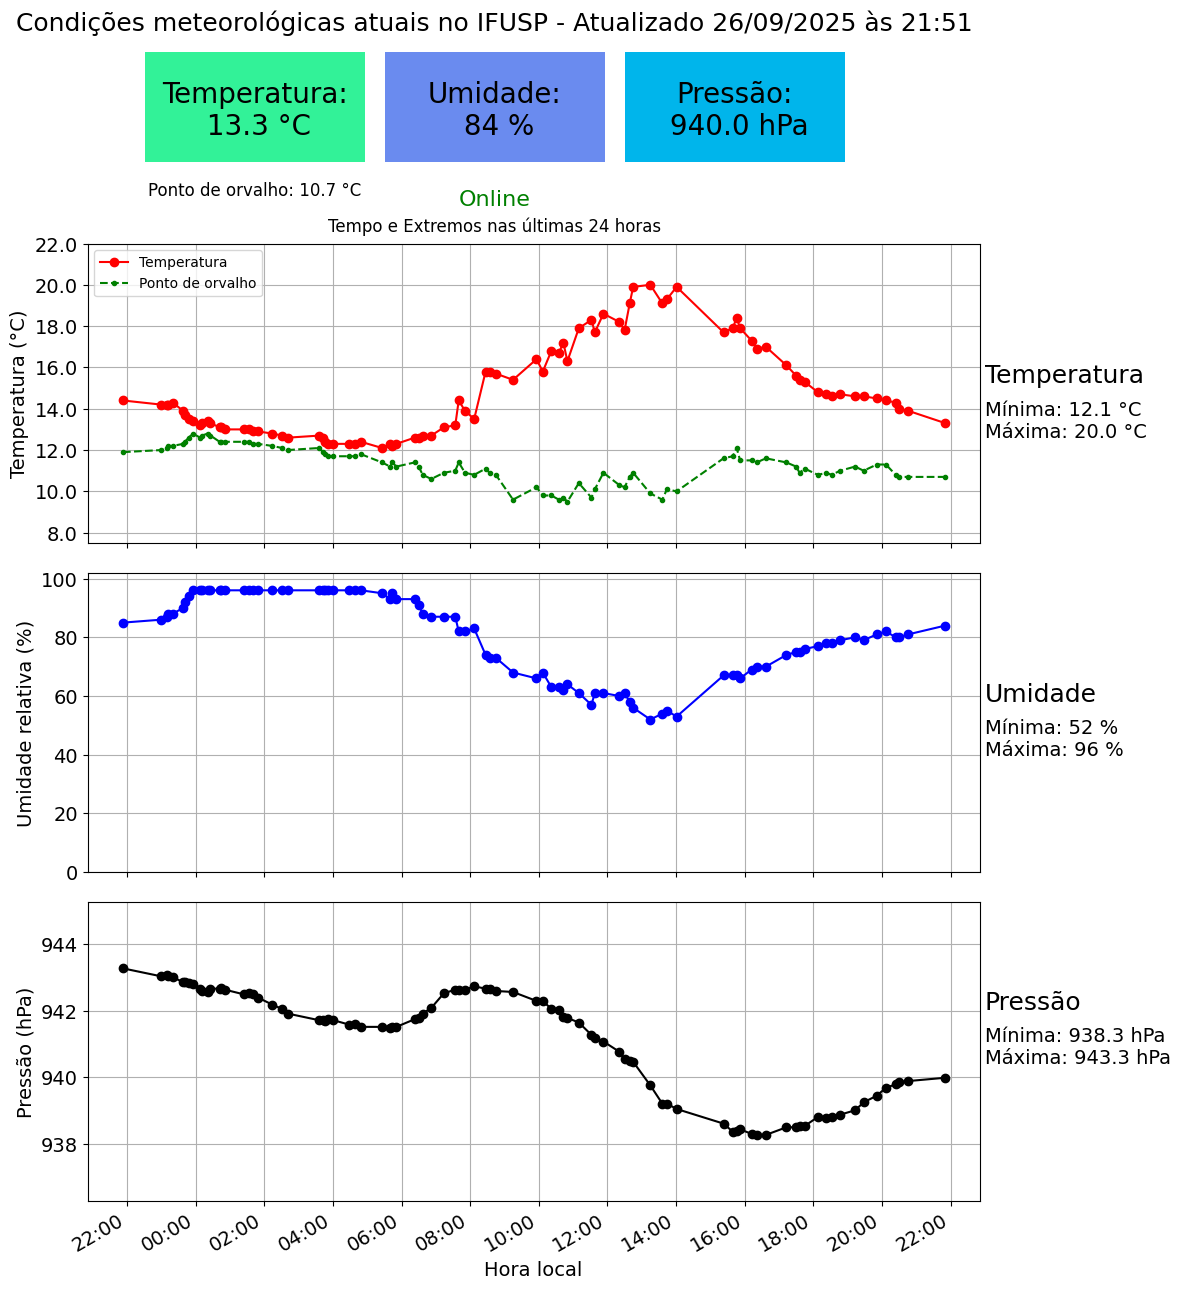 Condições meteorológicas atuais no IFUSP - Atualizado 26/09/2025 às 21:51
Temperatura:
13.3 °C
Umidade:
84 %
Pressão:
940.0 hPa
Ponto de orvalho: 10.7 °C
Online
Tempo e Extremos nas últimas 24 horas
Temperatura (°C)
22.0
20.0
18.0
16.0
14.0
12.0
10.0
8.0
Temperatura
Ponto de orvalho
Temperatura
Mínima: 12.1 °C
Máxima: 20.0 °C
Umidade relativa (%)
100
80
60
40
20
0
Umidade
Mínima: 52 %
Máxima: 96 %
Pressão (hPa)
944
942
940
938
Pressão
Mínima: 938.3 hPa
Máxima: 943.3 hPa
22:00
00:00
02:00
04:00
06:00
08:00
10:00
12:00
14:00
16:00
18:00
20:00
22:00
Hora local